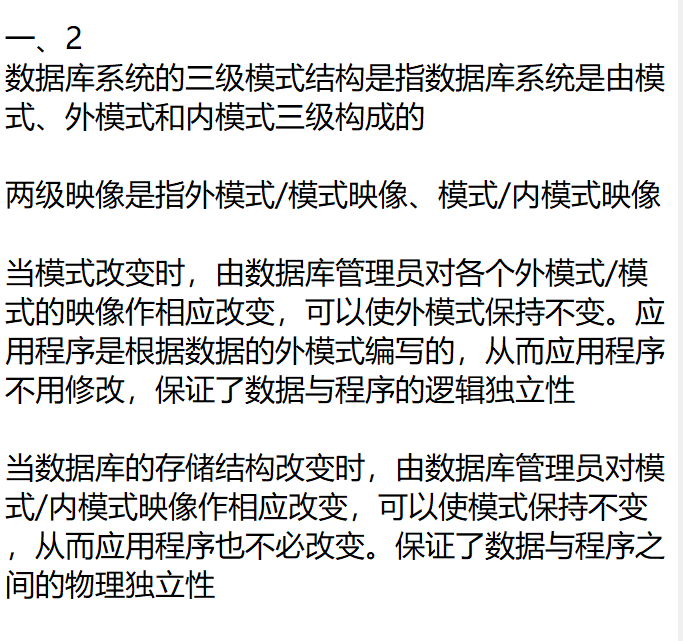 一、2
数据库系统的三级模式结构是指数据库系统是由模
式、外模式和内模式三级构成的
两级映像是指外模式/模式映像、模式/内模式映像
当模式改变时，由数据库管理员对各个外模式/模
式的映像作相应改变，可以使外模式保持不变。应
用程序是根据数据的外模式编写的，从而应用程序
不用修改，保证了数据与程序的逻辑独立性
当数据库的存储结构改变时，由数据库管理员对模
式/内模式映像作相应改变，可以使模式保持不变
，从而应用程序也不必改变。保证了数据与程序之
间的物理独立性